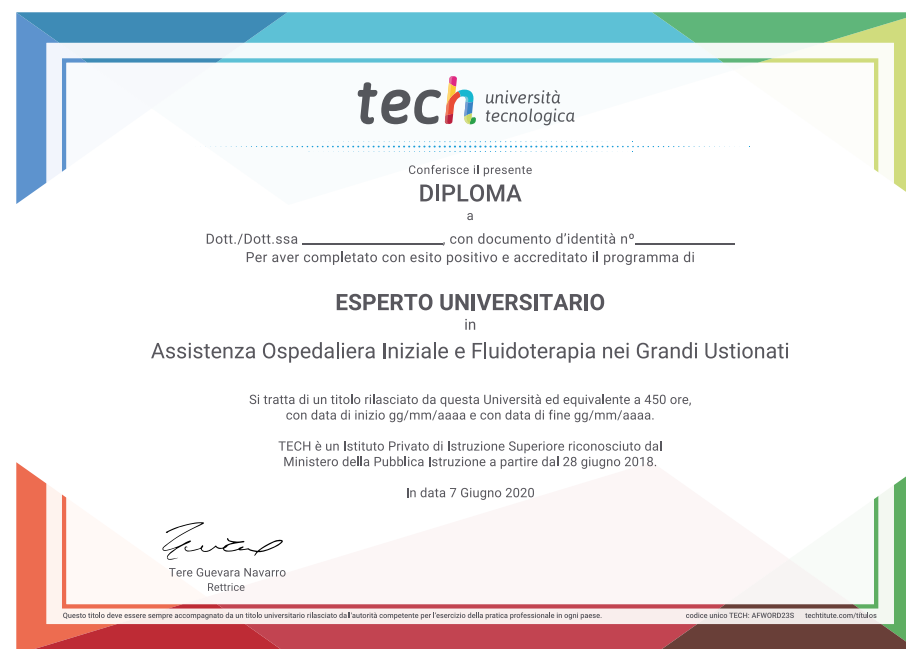 tech università
tecnologica
Conferisce il presente
DIPLOMA
a
Dott./Dott.ssa ____________________, con documento d'identità nº______________
Per aver completato con esito positivo e accreditato il programma di
ESPERTO UNIVERSITARIO
in
Assistenza Ospedaliera Iniziale e Fluidoterapia nei Grandi Ustionati
Si tratta di un titolo rilasciato da questa Università ed equivalente a 450 ore,
con data di inizio gg/mm/aaaa e con data di fine gg/mm/aaaa.
TECH è un Istituto Privato di Istruzione Superiore riconosciuto dal
Ministero della Pubblica Istruzione a partire dal 28 giugno 2018.
In data 7 Giugno 2020
Tere Guevara Navarro
Rettrice
Questo titolo deve essere sempre accompagnato da un titolo universitario rilasciato dall'autorità competente per l'esercizio della pratica professionale in ogni paese. codice unico TECH: AFWORD23S techtitute.com/titulos